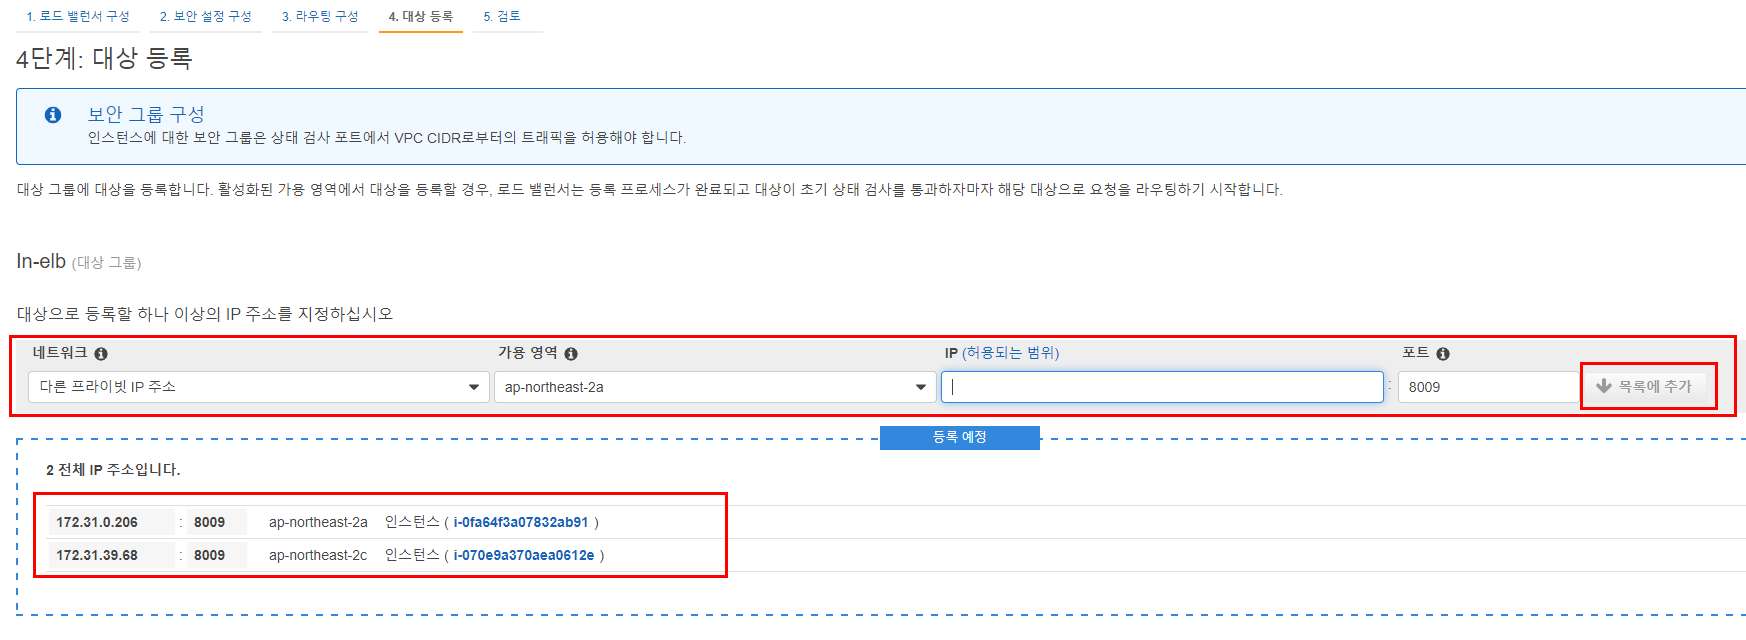 1. 로드 밸런서 구성 2. 보안 설정 구성 3. 라우팅 구성 4. 대상 등록 5. 검토
4단계: 대상 등록
보안 그룹 구성
인스턴스에 대한 보안 그룹은 상태 검사 포트에서 VPC CIDR로부터의 트래픽을 허용해야 합니다.
대상 그룹에 대상을 등록합니다. 활성화된 가용 영역에서 대상을 등록할 경우, 로드 밸런서는 등록 프로세스가 완료되고 대상이 초기 상태 검사를 통과하자마자 해당 대상으로 요청을 라우팅하기 시작합니다.
In-elb (대상 그룹)
대상으로 등록할 하나 이상의 IP 주소를 지정하십시오
네트워크 가용 영역 IP (허용되는 범위) 포트
다른 프라이빗 IP 주소 ap-northeast-2a : 8009 목록에 추가
등록 예정
2 전체 IP 주소입니다.
172.31.0.206 : 8009 ap-northeast-2a 인스턴스 ( i-0fa64f3a07832ab91 )
172.31.39.68 : 8009 ap-northeast-2c 인스턴스 ( i-070e9a370aea0612e )